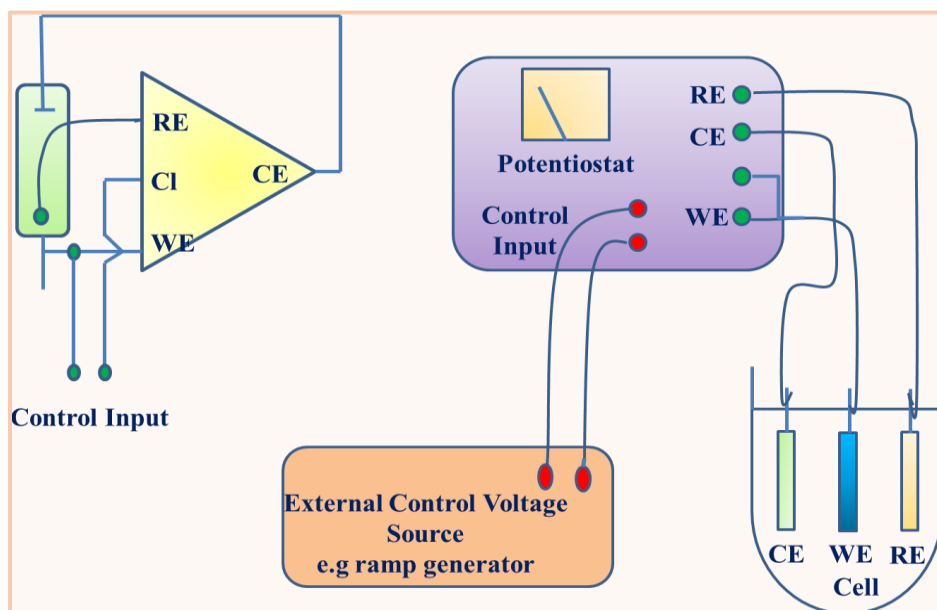 RE
CI
CE
WE
Control Input
Potentiostat
RE
CE
WE
Control
Input
External Control Voltage
Source
e.g ramp generator
CE WE RE
Cell